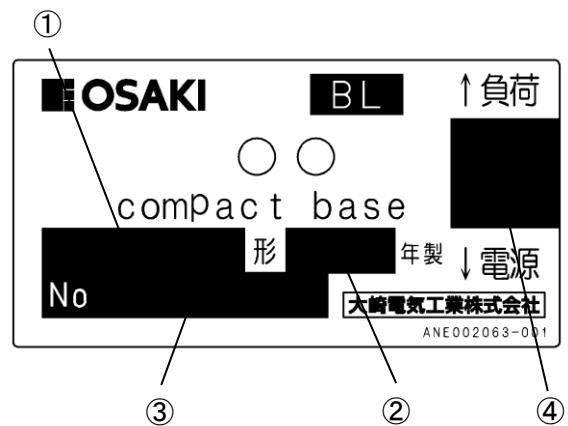 ①
OSAKI BL ↑負荷
compact base
形 年製 ↓電源
No 大崎電気工業株式会社
ANE002063-001
③ ② ④